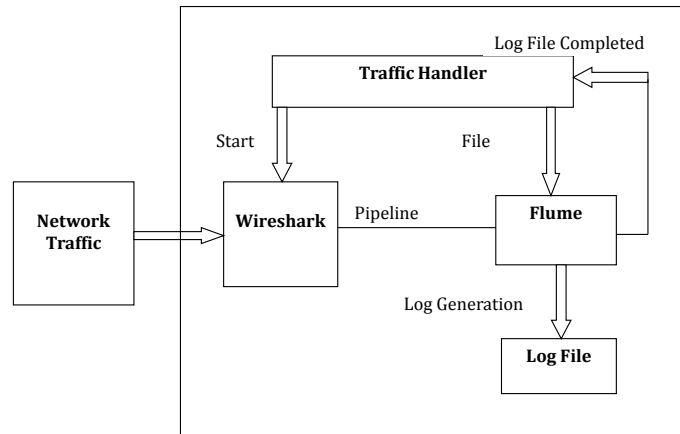 Log File Completed
Traffic Handler
Start
File
Network
Traffic
Wireshark
Pipeline
Flume
Log Generation
Log File